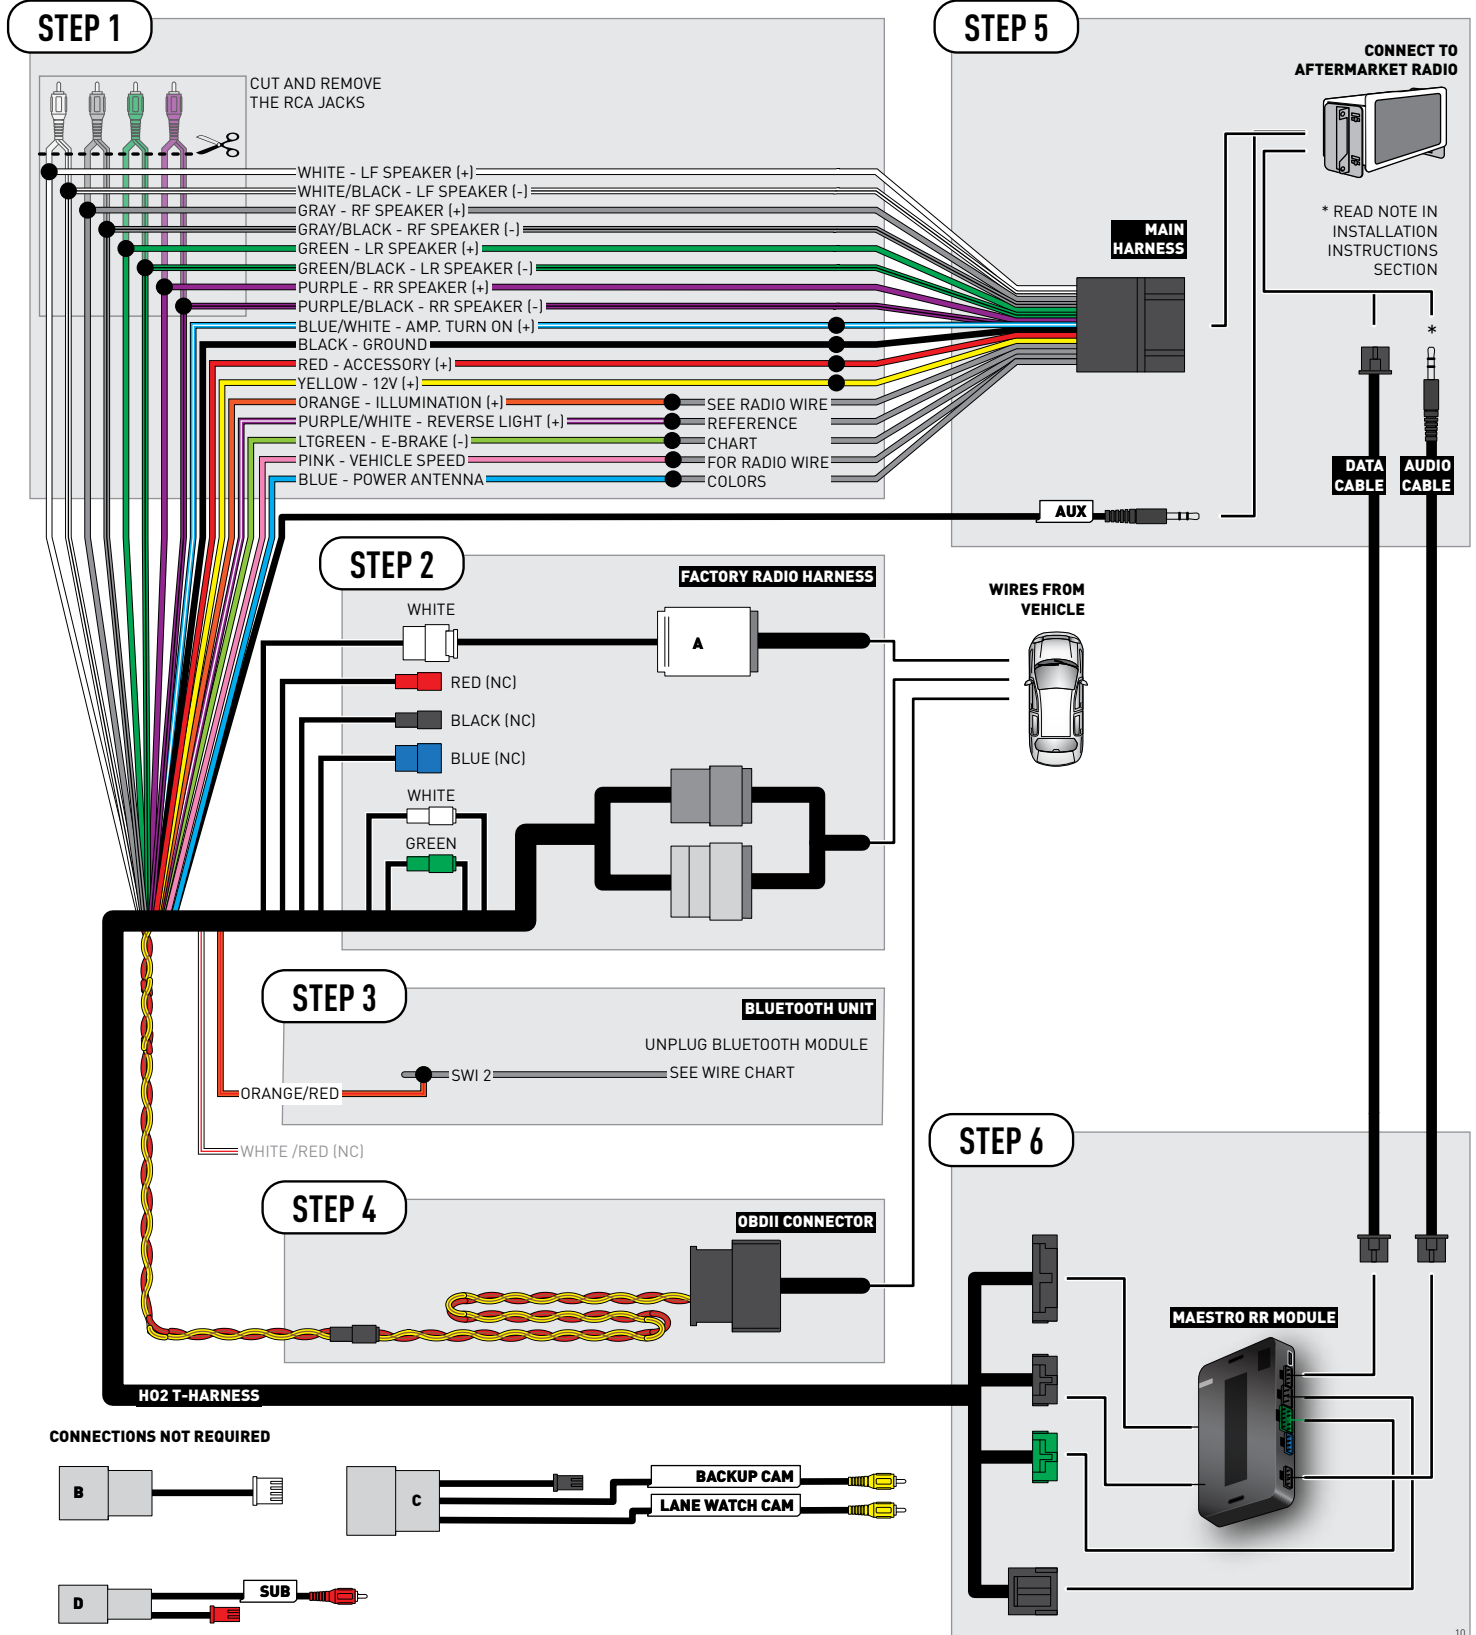 STEP 1
CUT AND REMOVE
THE RCA JACKS
WHITE - LF SPEAKER (+)
WHITE/BLACK - LF SPEAKER (-)
GRAY - RF SPEAKER (+)
GRAY/BLACK - RF SPEAKER (-)
GREEN - LR SPEAKER (+)
GREEN/BLACK - LR SPEAKER (-)
PURPLE - RR SPEAKER (+)
PURPLE/BLACK - RR SPEAKER (-)
BLUE/WHITE - AMP. TURN ON (+)
BLACK - GROUND
RED - ACCESSORY (+)
YELLOW - 12V (+)
ORANGE - ILLUMINATION (+)
PURPLE/WHITE - REVERSE LIGHT (+)
LTGREEN - E-BRAKE (-)
PINK - VEHICLE SPEED
BLUE - POWER ANTENNA
SEE RADIO WIRE
REFERENCE
CHART
FOR RADIO WIRE
COLORS
STEP 5
CONNECT TO
AFTERMARKET RADIO
* READ NOTE IN
INSTALLATION
INSTRUCTIONS
SECTION
MAIN
HARNESS
*
DATA
CABLE
AUDIO
CABLE
AUX
STEP 2
FACTORY RADIO HARNESS
WHITE
A
RED (NC)
BLACK (NC)
BLUE (NC)
WHITE
GREEN
WIRES FROM
VEHICLE
STEP 3
BLUETOOTH UNIT
UNPLUG BLUETOOTH MODULE
SWI 2
SEE WIRE CHART
ORANGE/RED
WHITE /RED (NC)
STEP 4
OBDII CONNECTOR
STEP 6
MAESTRO RR MODULE
HO2 T-HARNESS
CONNECTIONS NOT REQUIRED
B
C
BACKUP CAM
LANE WATCH CAM
D
SUB
10